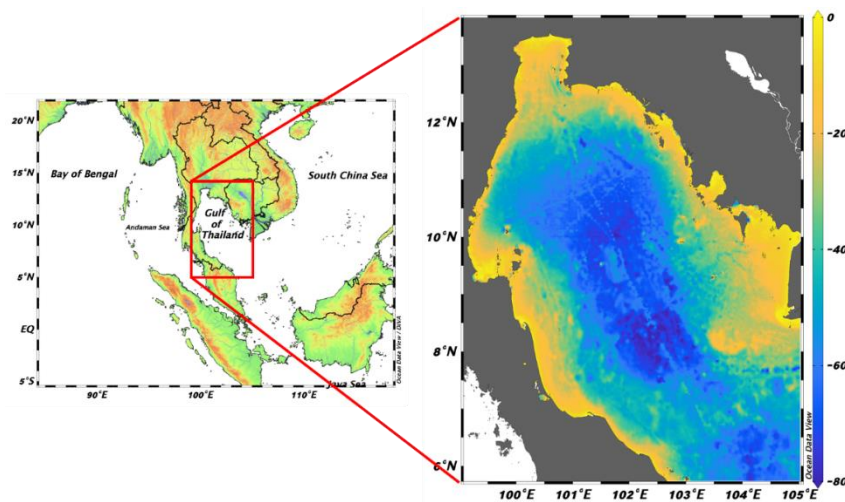 20°N
15°N
10°N
5°N
EQ
5°S
90°E
100°E
110°E
Bay of Bengal
South China Sea
Andaman Sea
Gulf
of
Thailand
Java Sea
Ocean Data View / DIVA
12°N
10°N
8°N
6°N
100°E
101°E
102°E
103°E
104°E
105°E
Ocean Data View
0
−20
−40
−60
−80